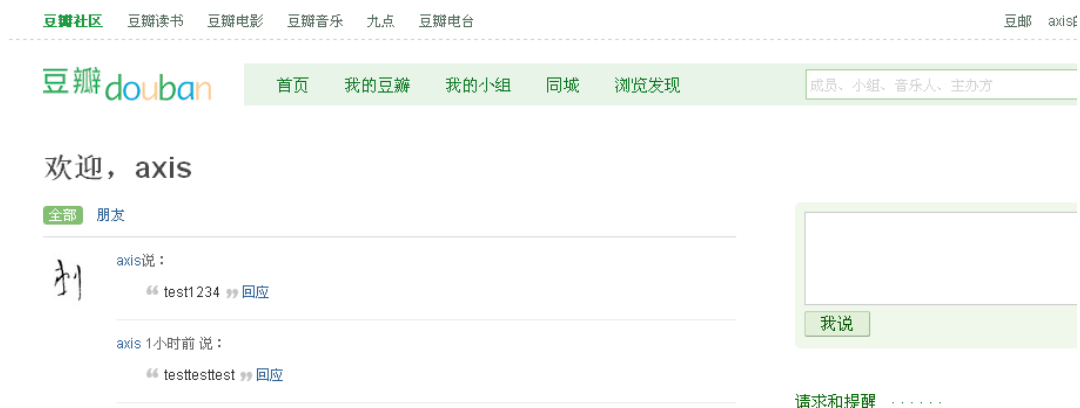 豆瓣社区 豆瓣读书 豆瓣电影 豆瓣音乐 九点 豆瓣电台 豆邮 axis
豆瓣douban 首页 我的豆瓣 我的小组 同城 浏览发现 成员、小组、音乐人、主办方
欢迎，axis
全部 朋友
axis说：
“ test1234 ” 回应
我说
axis 1小时前 说：
“ testtesttest ” 回应
请求和提醒 · · · · · ·